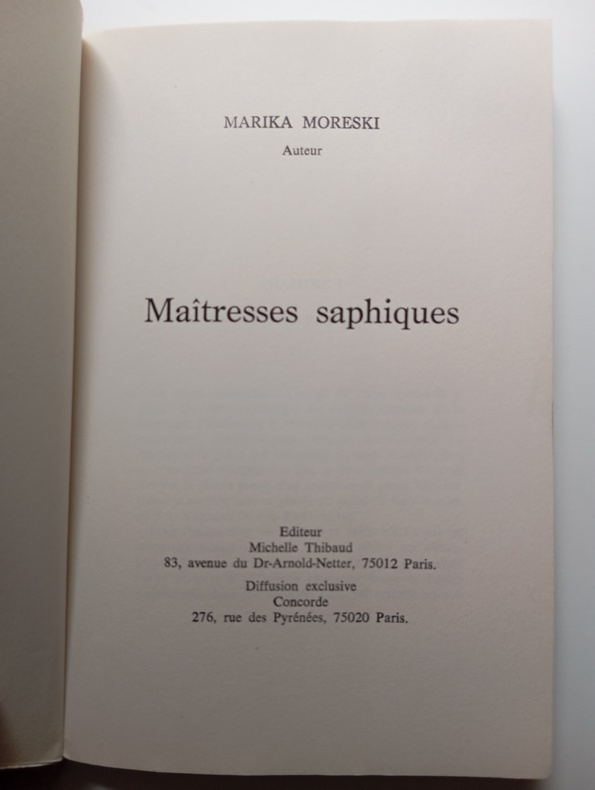 MARIKA MORESKI
Auteur
Maîtresses saphiques
Editeur
Michelle Thibaud
83, avenue du Dr-Arnold-Netter, 75012 Paris.
Diffusion exclusive
Concorde
276, rue des Pyrénées, 75020 Paris.